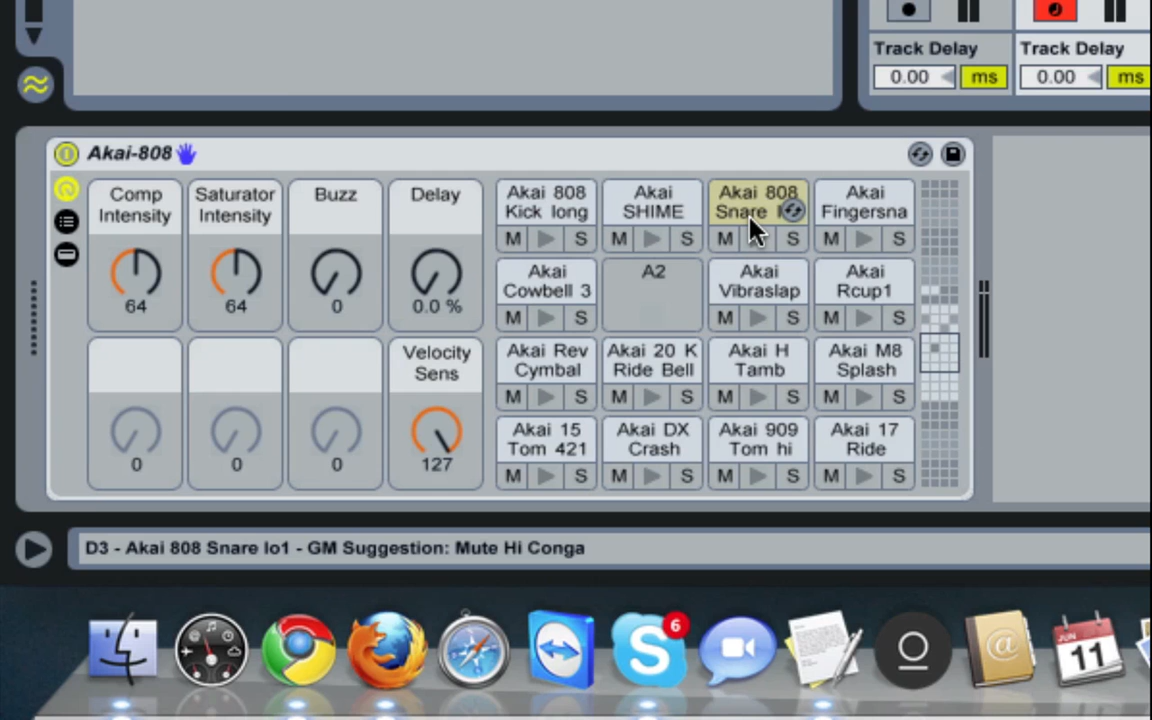 Track Delay
Track Delay
0.00
ms
0.00
ms
Akai-808
Comp
Intensity
Saturator
Intensity
Buzz
Delay
64
64
0
0.0 %
Velocity
Sens
0
0
0
127
Akai 808
Kick long
M
S
Akai
SHIME
M
S
Akai 808
Snare
M
S
Akai
Fingersna
M
S
Akai
Cowbell 3
M
S
A2
Akai
Vibraslap
M
S
Akai
Rcup1
M
S
Akai Rev
Cymbal
M
S
Akai 20 K
Ride Bell
M
S
Akai H
Tamb
M
S
Akai M8
Splash
M
S
Akai 15
Tom 421
M
S
Akai DX
Crash
M
S
Akai 909
Tom hi
M
S
Akai 17
Ride
M
S
D3 - Akai 808 Snare lo1 - GM Suggestion: Mute Hi Conga
6
JUN
11